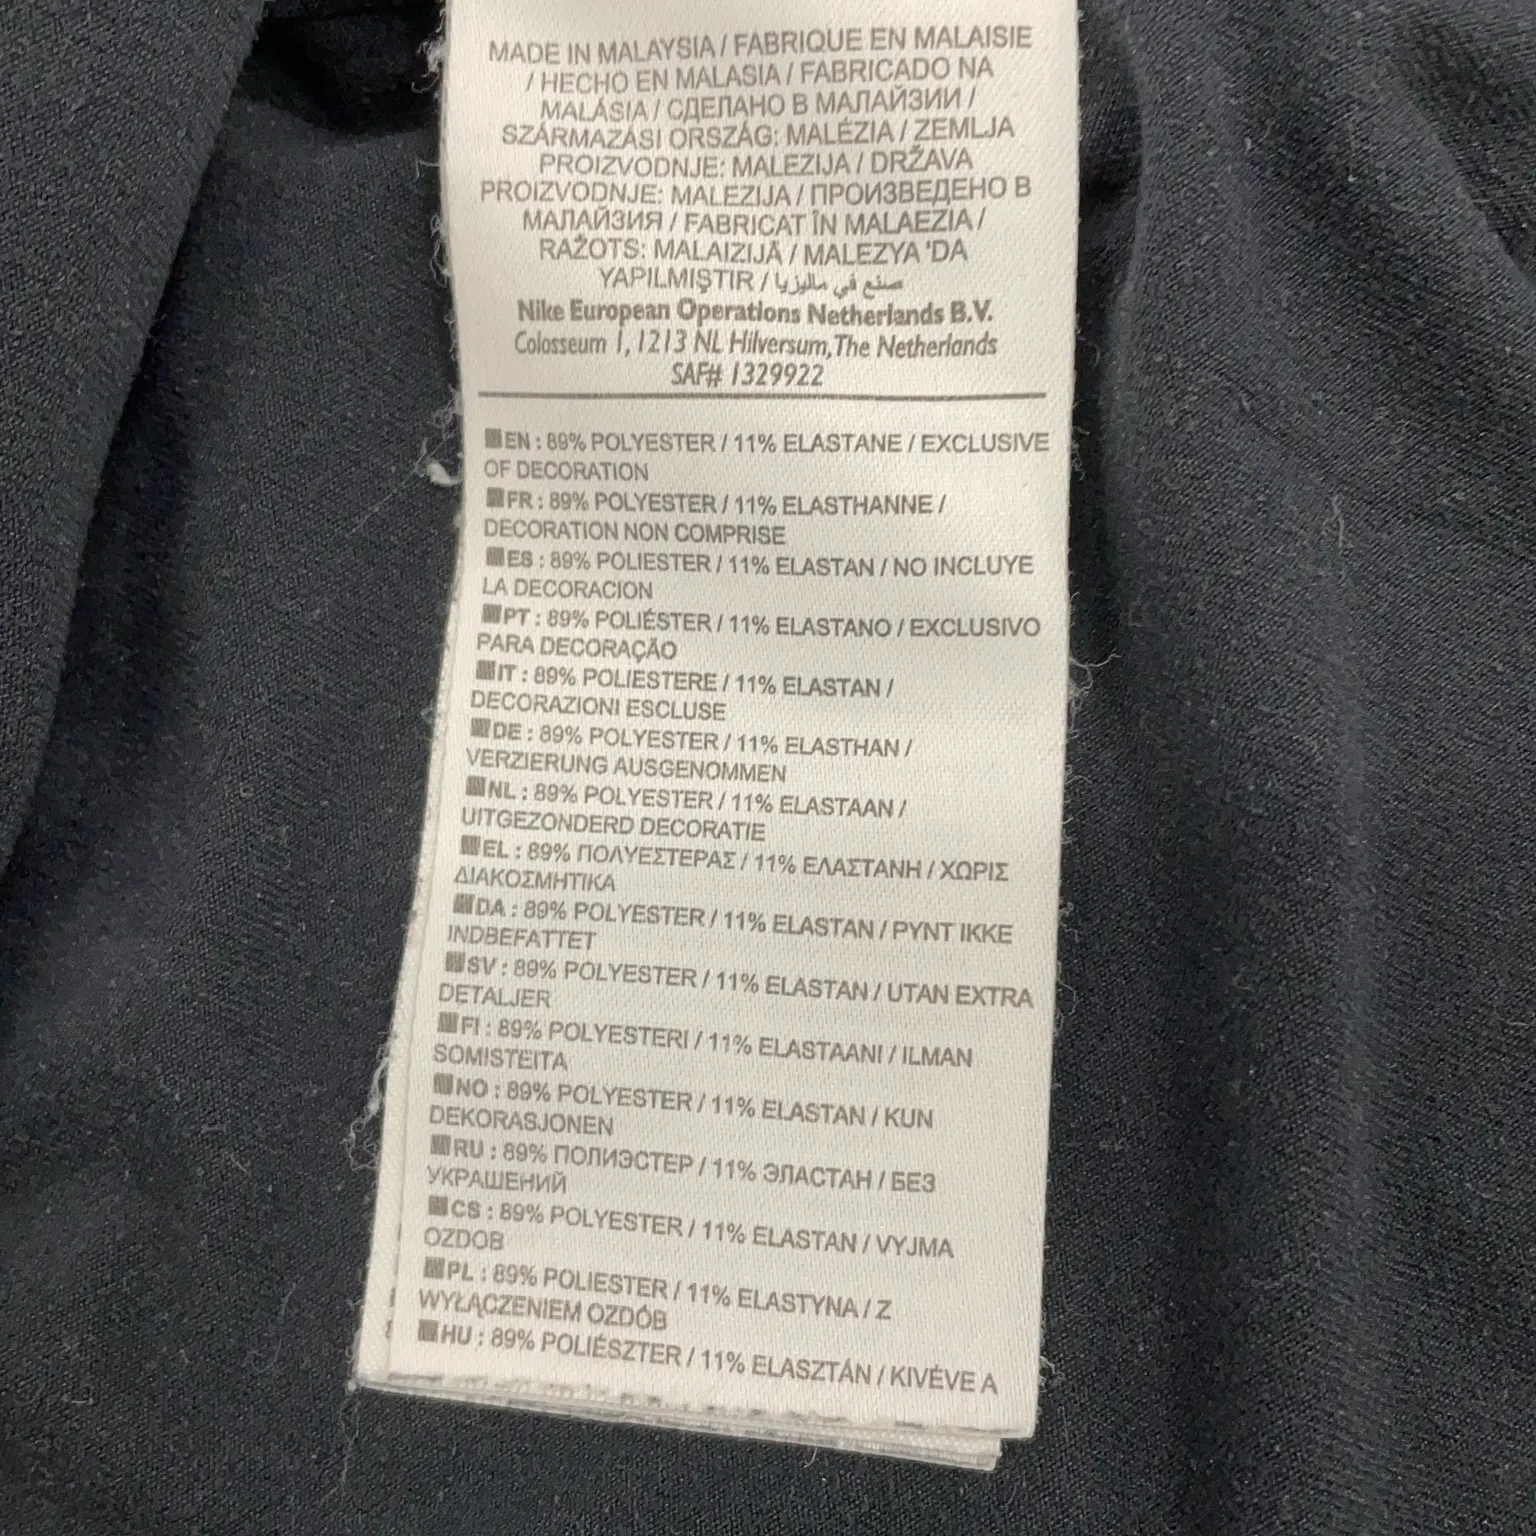 MADE IN MALAYSIA / FABRIQUE EN MALAISIE
/ HECHO EN MALASIA / FABRICADO NA
MALÁSIA / СДЕЛАНО В МАЛАЙЗИИ /
SZÁRMAZÁSI ORSZÁG: MALÉZIA / ZEMLJA
PROIZVODNJE: MALEZIJA / DRŽAVA
PROIZVODNJE: MALEZIJA / ПРОИЗВЕДЕНО В
МАЛАЙЗИЯ / FABRICAT ÎN MALAEZIA /
RAŽOTS: MALAIZIJĀ / MALEZYA 'DA
YAPILMIŞTIR / صنع في ماليزيا
Nike European Operations Netherlands B.V.
Colosseum 1, 1213 NL Hilversum, The Netherlands
SAF# 1329922
EN : 89% POLYESTER / 11% ELASTANE / EXCLUSIVE
OF DECORATION
FR : 89% POLYESTER / 11% ELASTHANNE /
DECORATION NON COMPRISE
ES : 89% POLIESTER / 11% ELASTAN / NO INCLUYE
LA DECORACION
PT : 89% POLIÉSTER / 11% ELASTANO / EXCLUSIVO
PARA DECORAÇÃO
IT : 89% POLIESTERE / 11% ELASTAN /
DECORAZIONI ESCLUSE
DE : 89% POLYESTER / 11% ELASTHAN /
VERZIERUNG AUSGENOMMEN
NL : 89% POLYESTER / 11% ELASTAAN /
UITGEZONDERD DECORATIE
EL : 89% ΠΟΛΥΕΣΤΕΡΑΣ / 11% ΕΛΑΣΤΑΝΗ / ΧΩΡΙΣ
ΔΙΑΚΟΣΜΗΤΙΚΑ
DA : 89% POLYESTER / 11% ELASTAN / PYNT IKKE
INDBEFATTET
SV : 89% POLYESTER / 11% ELASTAN / UTAN EXTRA
DETALJER
FI : 89% POLYESTERI / 11% ELASTAANI / ILMAN
SOMISTEITA
NO : 89% POLYESTER / 11% ELASTAN / KUN
DEKORASJONEN
RU : 89% ПОЛИЭСТЕР / 11% ЭЛАСТАН / БЕЗ
УКРАШЕНИЙ
CS : 89% POLYESTER / 11% ELASTAN / VYJMA
OZDOB
PL : 89% POLIESTER / 11% ELASTYNA / Z
WYŁĄCZENIEM OZDÓB
HU : 89% POLIÉSZTER / 11% ELASZTÁN / KIVÉVE A